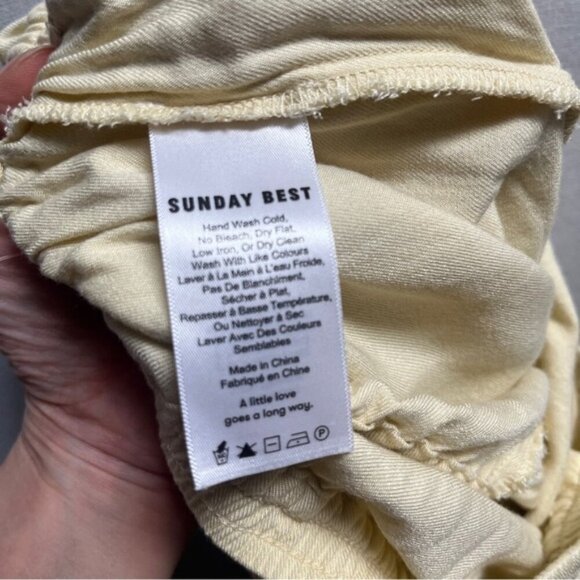 SUNDAY BEST
Hand Wash Cold,
No Bleach, Dry Flat,
Low Iron, Or Dry Clean
Wash With Like Colours
Laver à La Main à L'eau Froide,
Pas De Blanchiment,
Sécher à Plat,
Repasser à Basse Température,
Ou Nettoyer à Sec
Laver Avec Des Couleurs
Semblables
Made in China
Fabriqué en Chine
A little love
goes a long way.
P